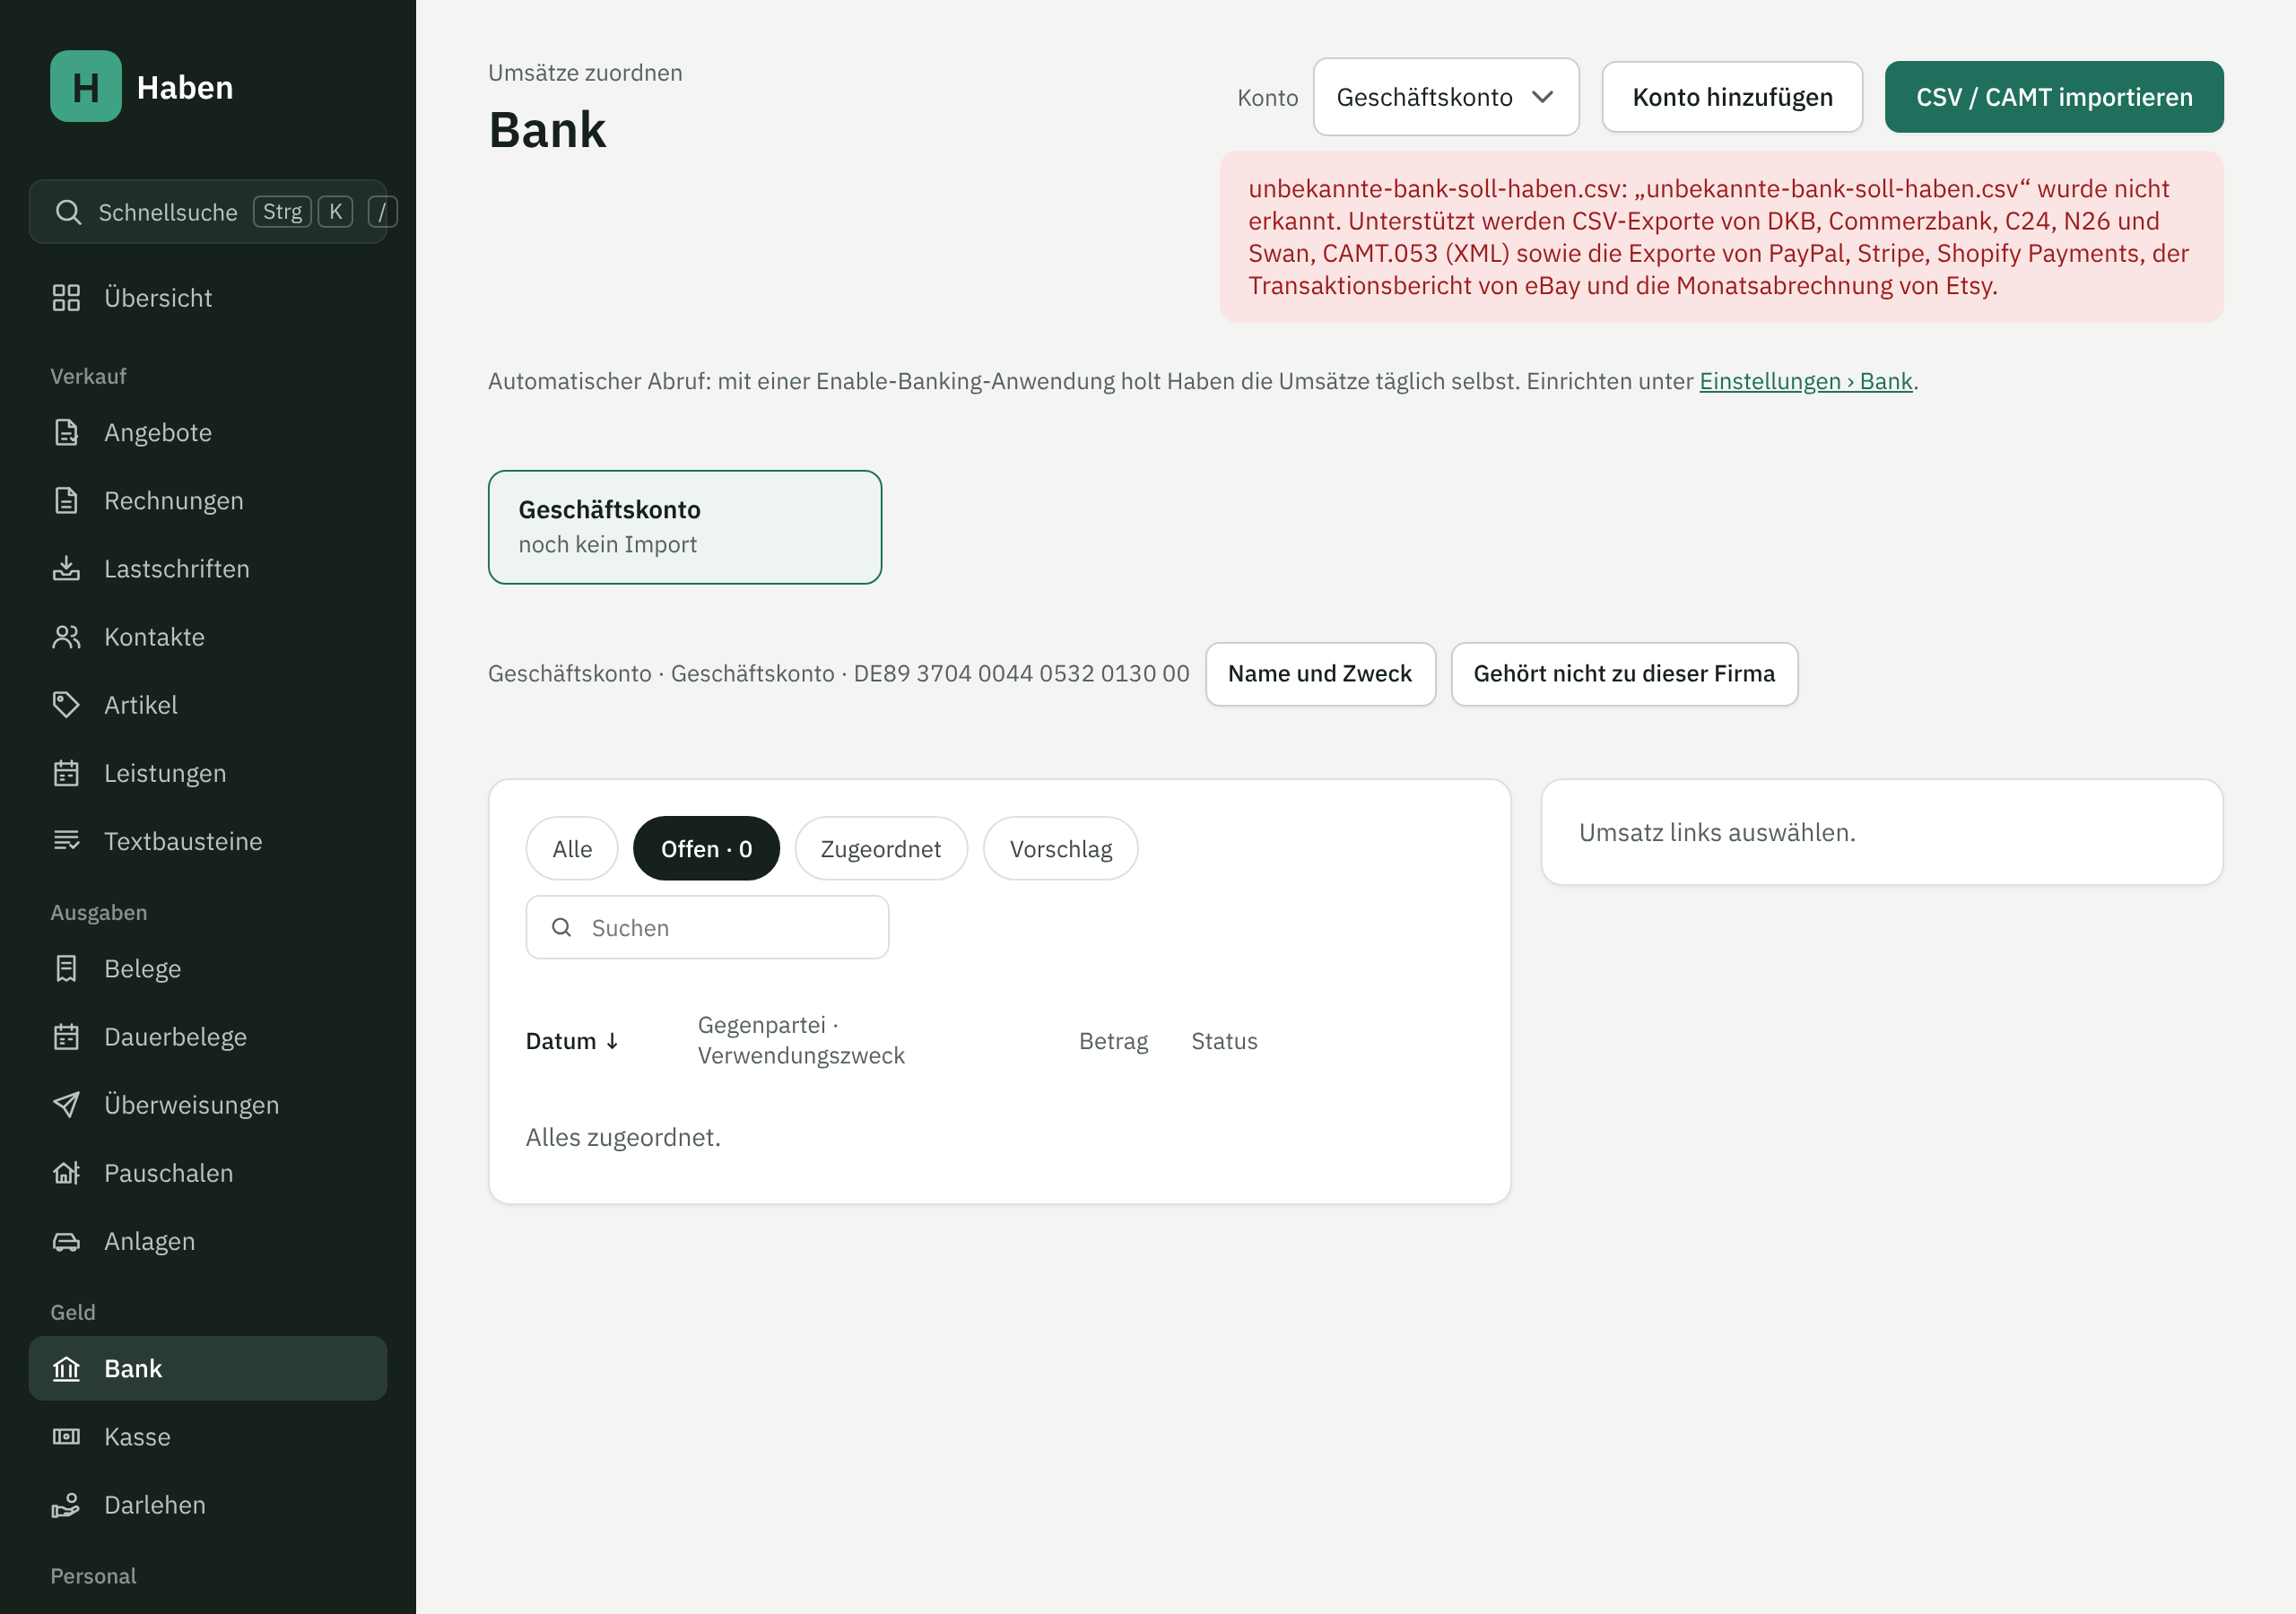 H Haben
Schnellsuche Strg K /
Übersicht
Verkauf
Angebote
Rechnungen
Lastschriften
Kontakte
Artikel
Leistungen
Textbausteine
Ausgaben
Belege
Dauerbelege
Überweisungen
Pauschalen
Anlagen
Geld
Bank
Kasse
Darlehen
Personal
Umsätze zuordnen
Bank
Konto Geschäftskonto Konto hinzufügen CSV / CAMT importieren
unbekannte-bank-soll-haben.csv: „unbekannte-bank-soll-haben.csv“ wurde nicht
erkannt. Unterstützt werden CSV-Exporte von DKB, Commerzbank, C24, N26 und
Swan, CAMT.053 (XML) sowie die Exporte von PayPal, Stripe, Shopify Payments, der
Transaktionsbericht von eBay und die Monatsabrechnung von Etsy.
Automatischer Abruf: mit einer Enable-Banking-Anwendung holt Haben die Umsätze täglich selbst. Einrichten unter Einstellungen › Bank.
Geschäftskonto
noch kein Import
Geschäftskonto · Geschäftskonto · DE89 3704 0044 0532 0130 00 Name und Zweck Gehört nicht zu dieser Firma
Alle Offen · 0 Zugeordnet Vorschlag
Suchen
Datum ↓ Gegenpartei · Verwendungszweck Betrag Status
Alles zugeordnet.
Umsatz links auswählen.